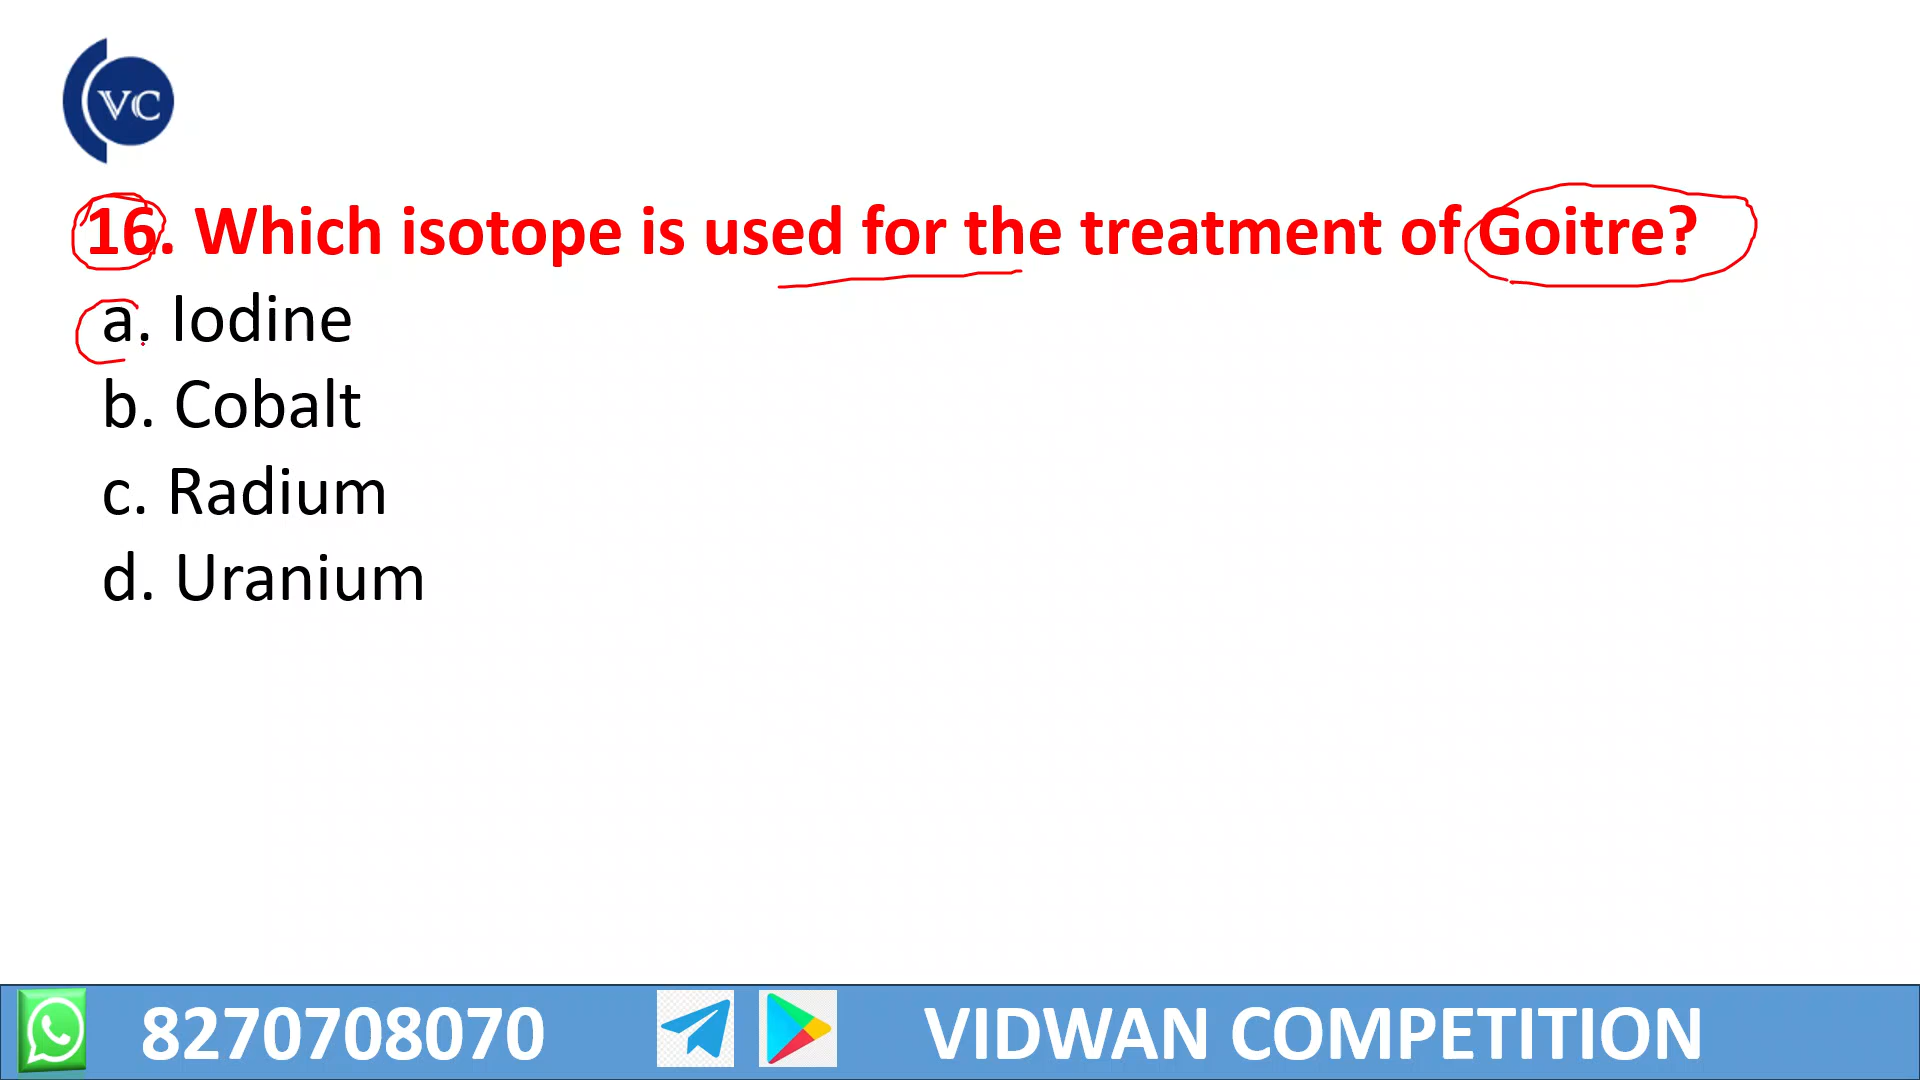 VC
16. Which isotope is used for the treatment of Goitre?
a. Iodine
b. Cobalt
c. Radium
d. Uranium
8270708070 VIDWAN COMPETITION